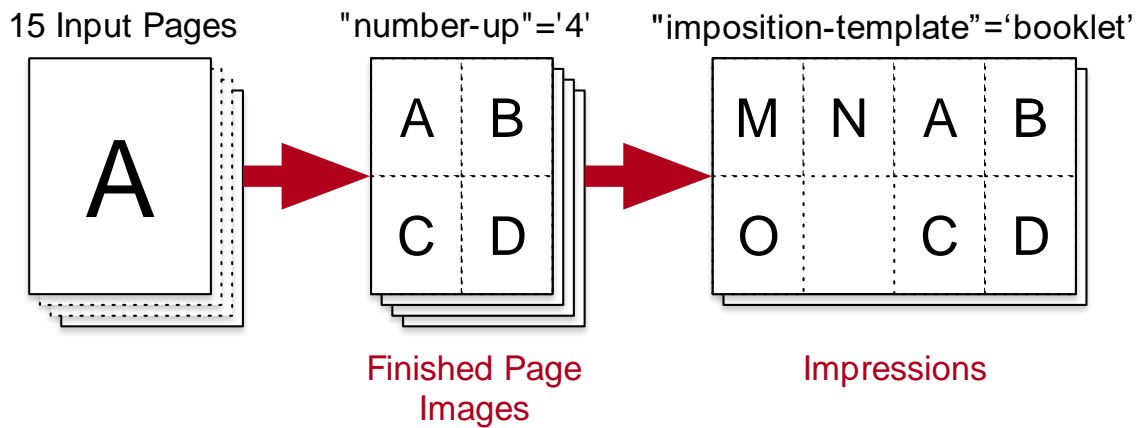 15 Input Pages
"number-up"='4'
"imposition-template”=‘booklet’
A
A B
C D
M N A B
O C D
Finished Page
Images
Impressions